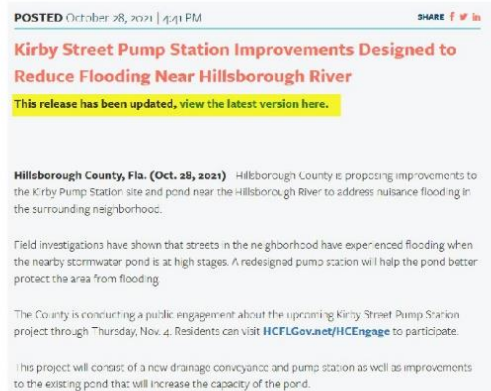 POSTED October 28, 2021 | 4:41 PM
SHARE
Kirby Street Pump Station Improvements Designed to
Reduce Flooding Near Hillsborough River
This release has been updated, view the latest version here.
Hillsborough County, Fla. (Oct. 28, 2021) Hillsborough County is proposing improvements to
the Kirby Pump Station site and pond near the Hillsborough River to address nuisance flooding in
the surrounding neighborhood.
Field investigations have shown that streets in the neighborhood have experienced flooding when
the nearby stormwater pond is at high stages. A redesigned pump station will help the pond better
protect the area from flooding.
The County is conducting a public engagement about the upcoming Kirby Street Pump Station
project through Thursday, Nov. 4. Residents can visit HCFLGov.net/HCEngage to participate.
This project will consist of a new drainage conveyance and pump station as well as improvements
to the existing pond that will increase the capacity of the pond.